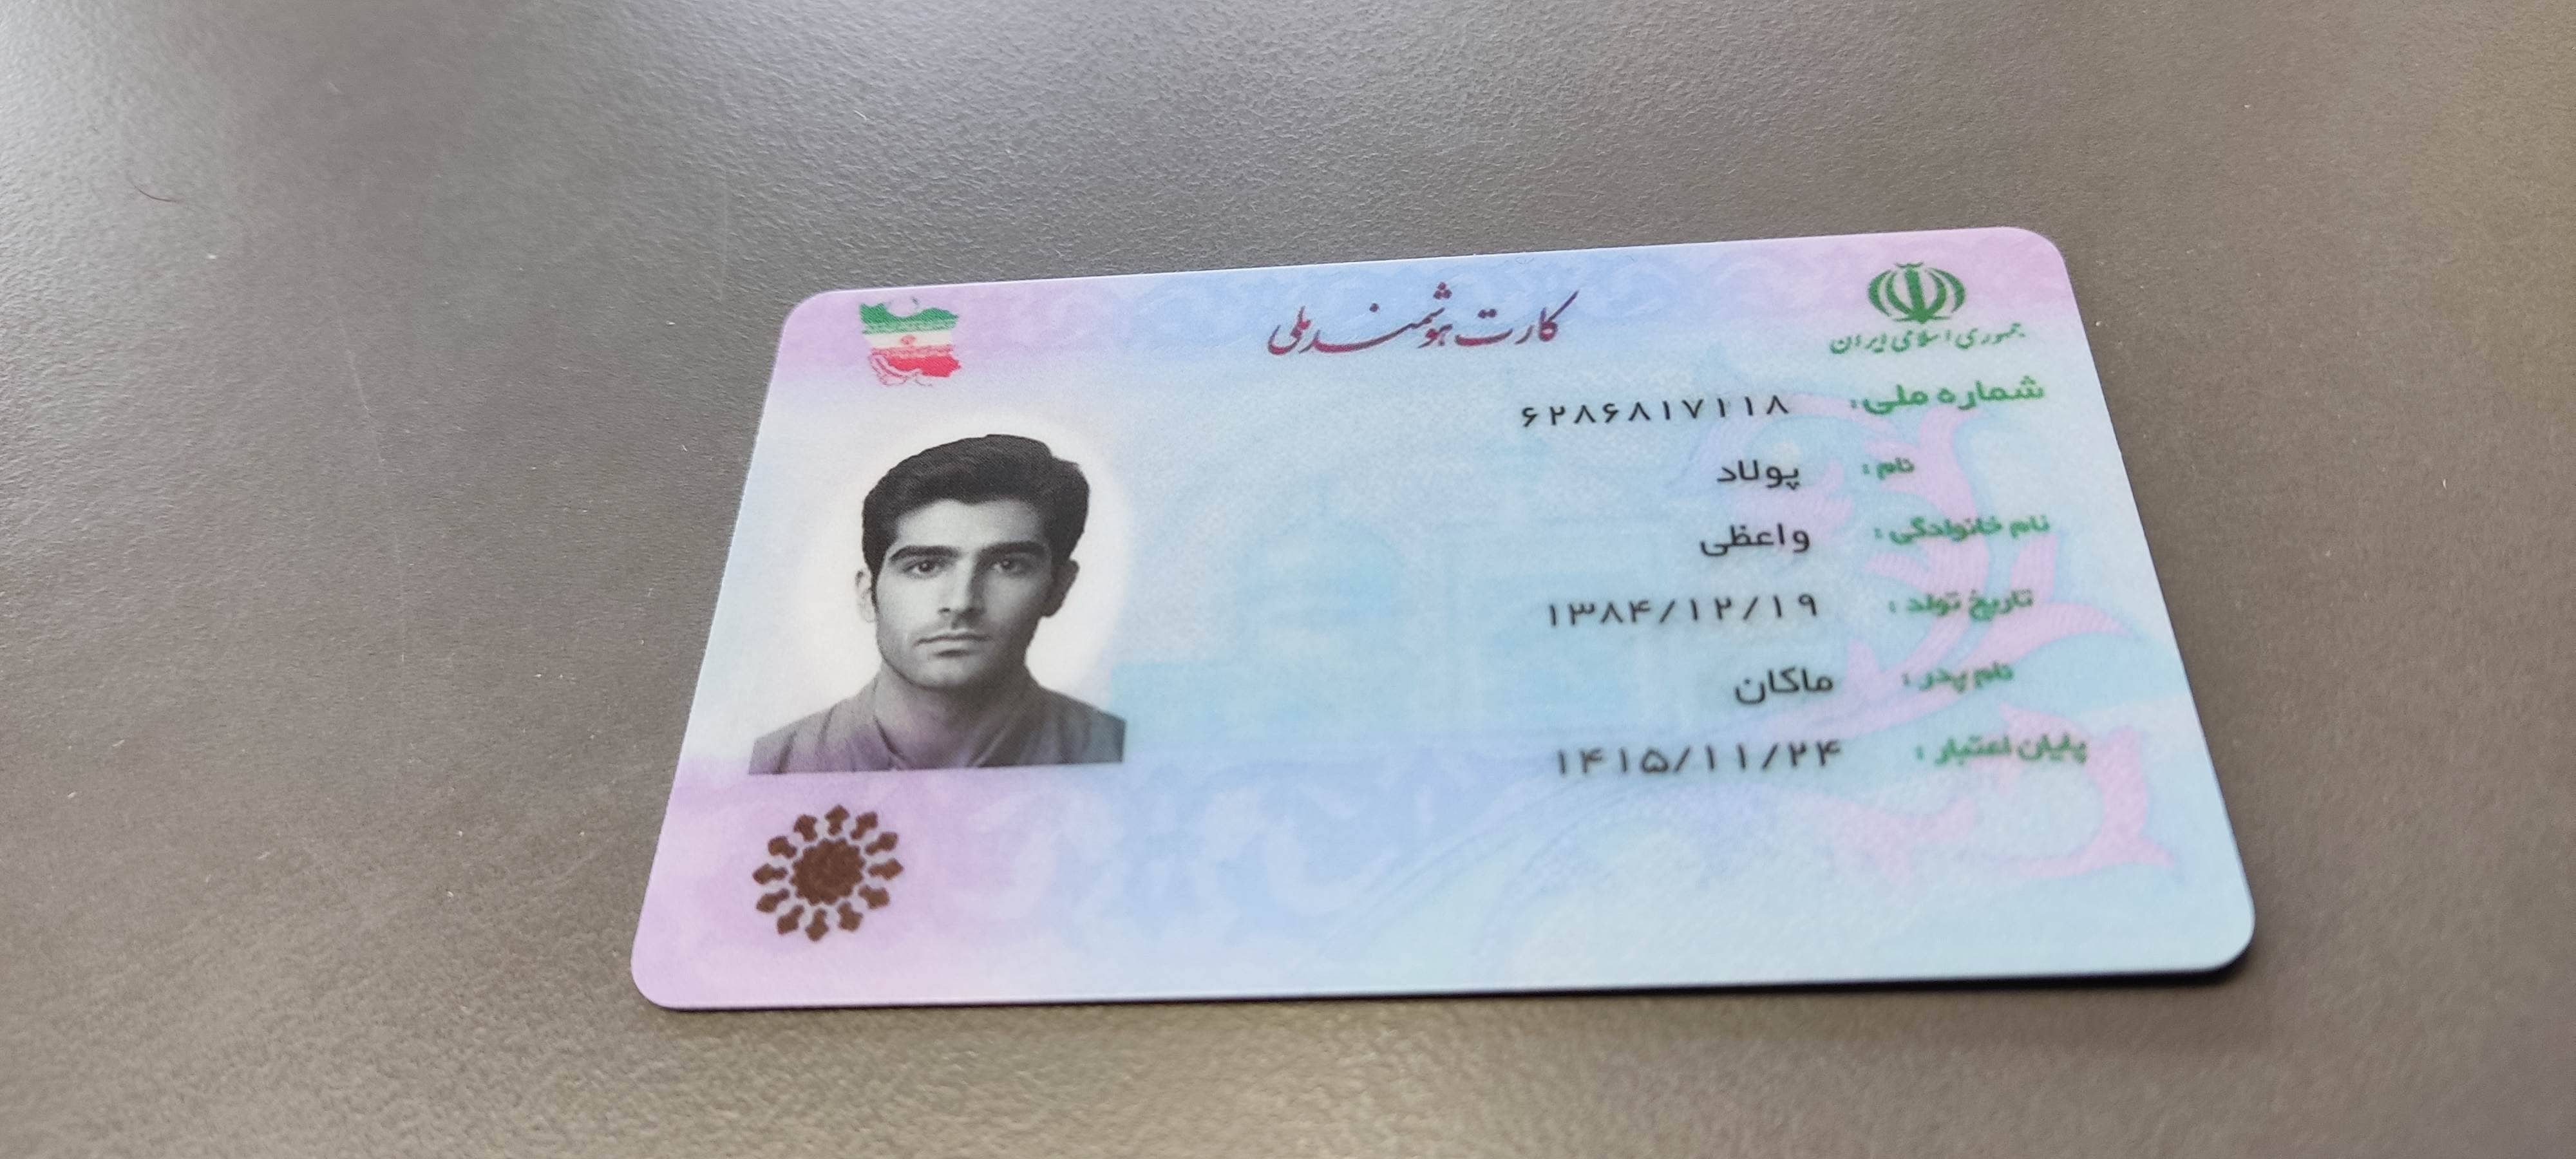 کارت هوشمند ملی
جمهوری اسلامی ایران
شماره ملی: ۶۲۸۶۸۱۷۱۱۸
نام: پولاد
نام خانوادگی: واعظی
تاریخ تولد: ۱۳۸۴/۱۲/۱۹
نام پدر: ماکان
پایان اعتبار: ۱۴۱۵/۱۱/۲۴